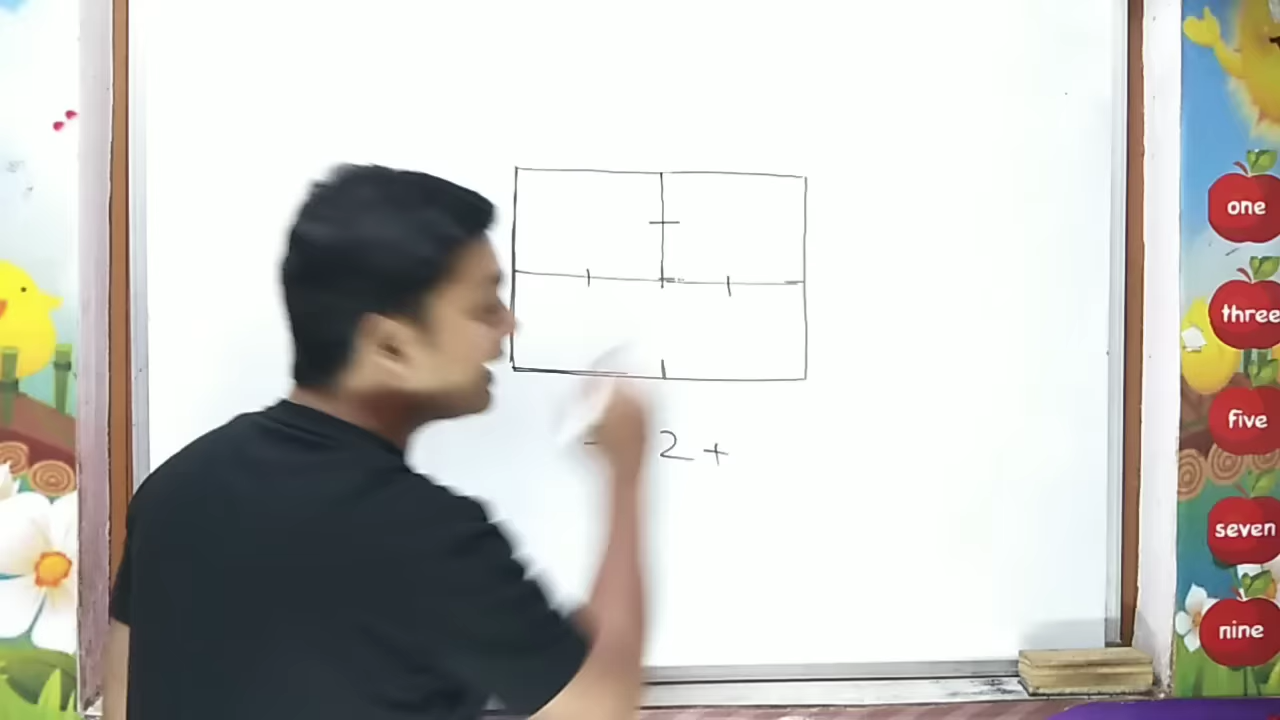 - 2 +
one
three
five
seven
nine